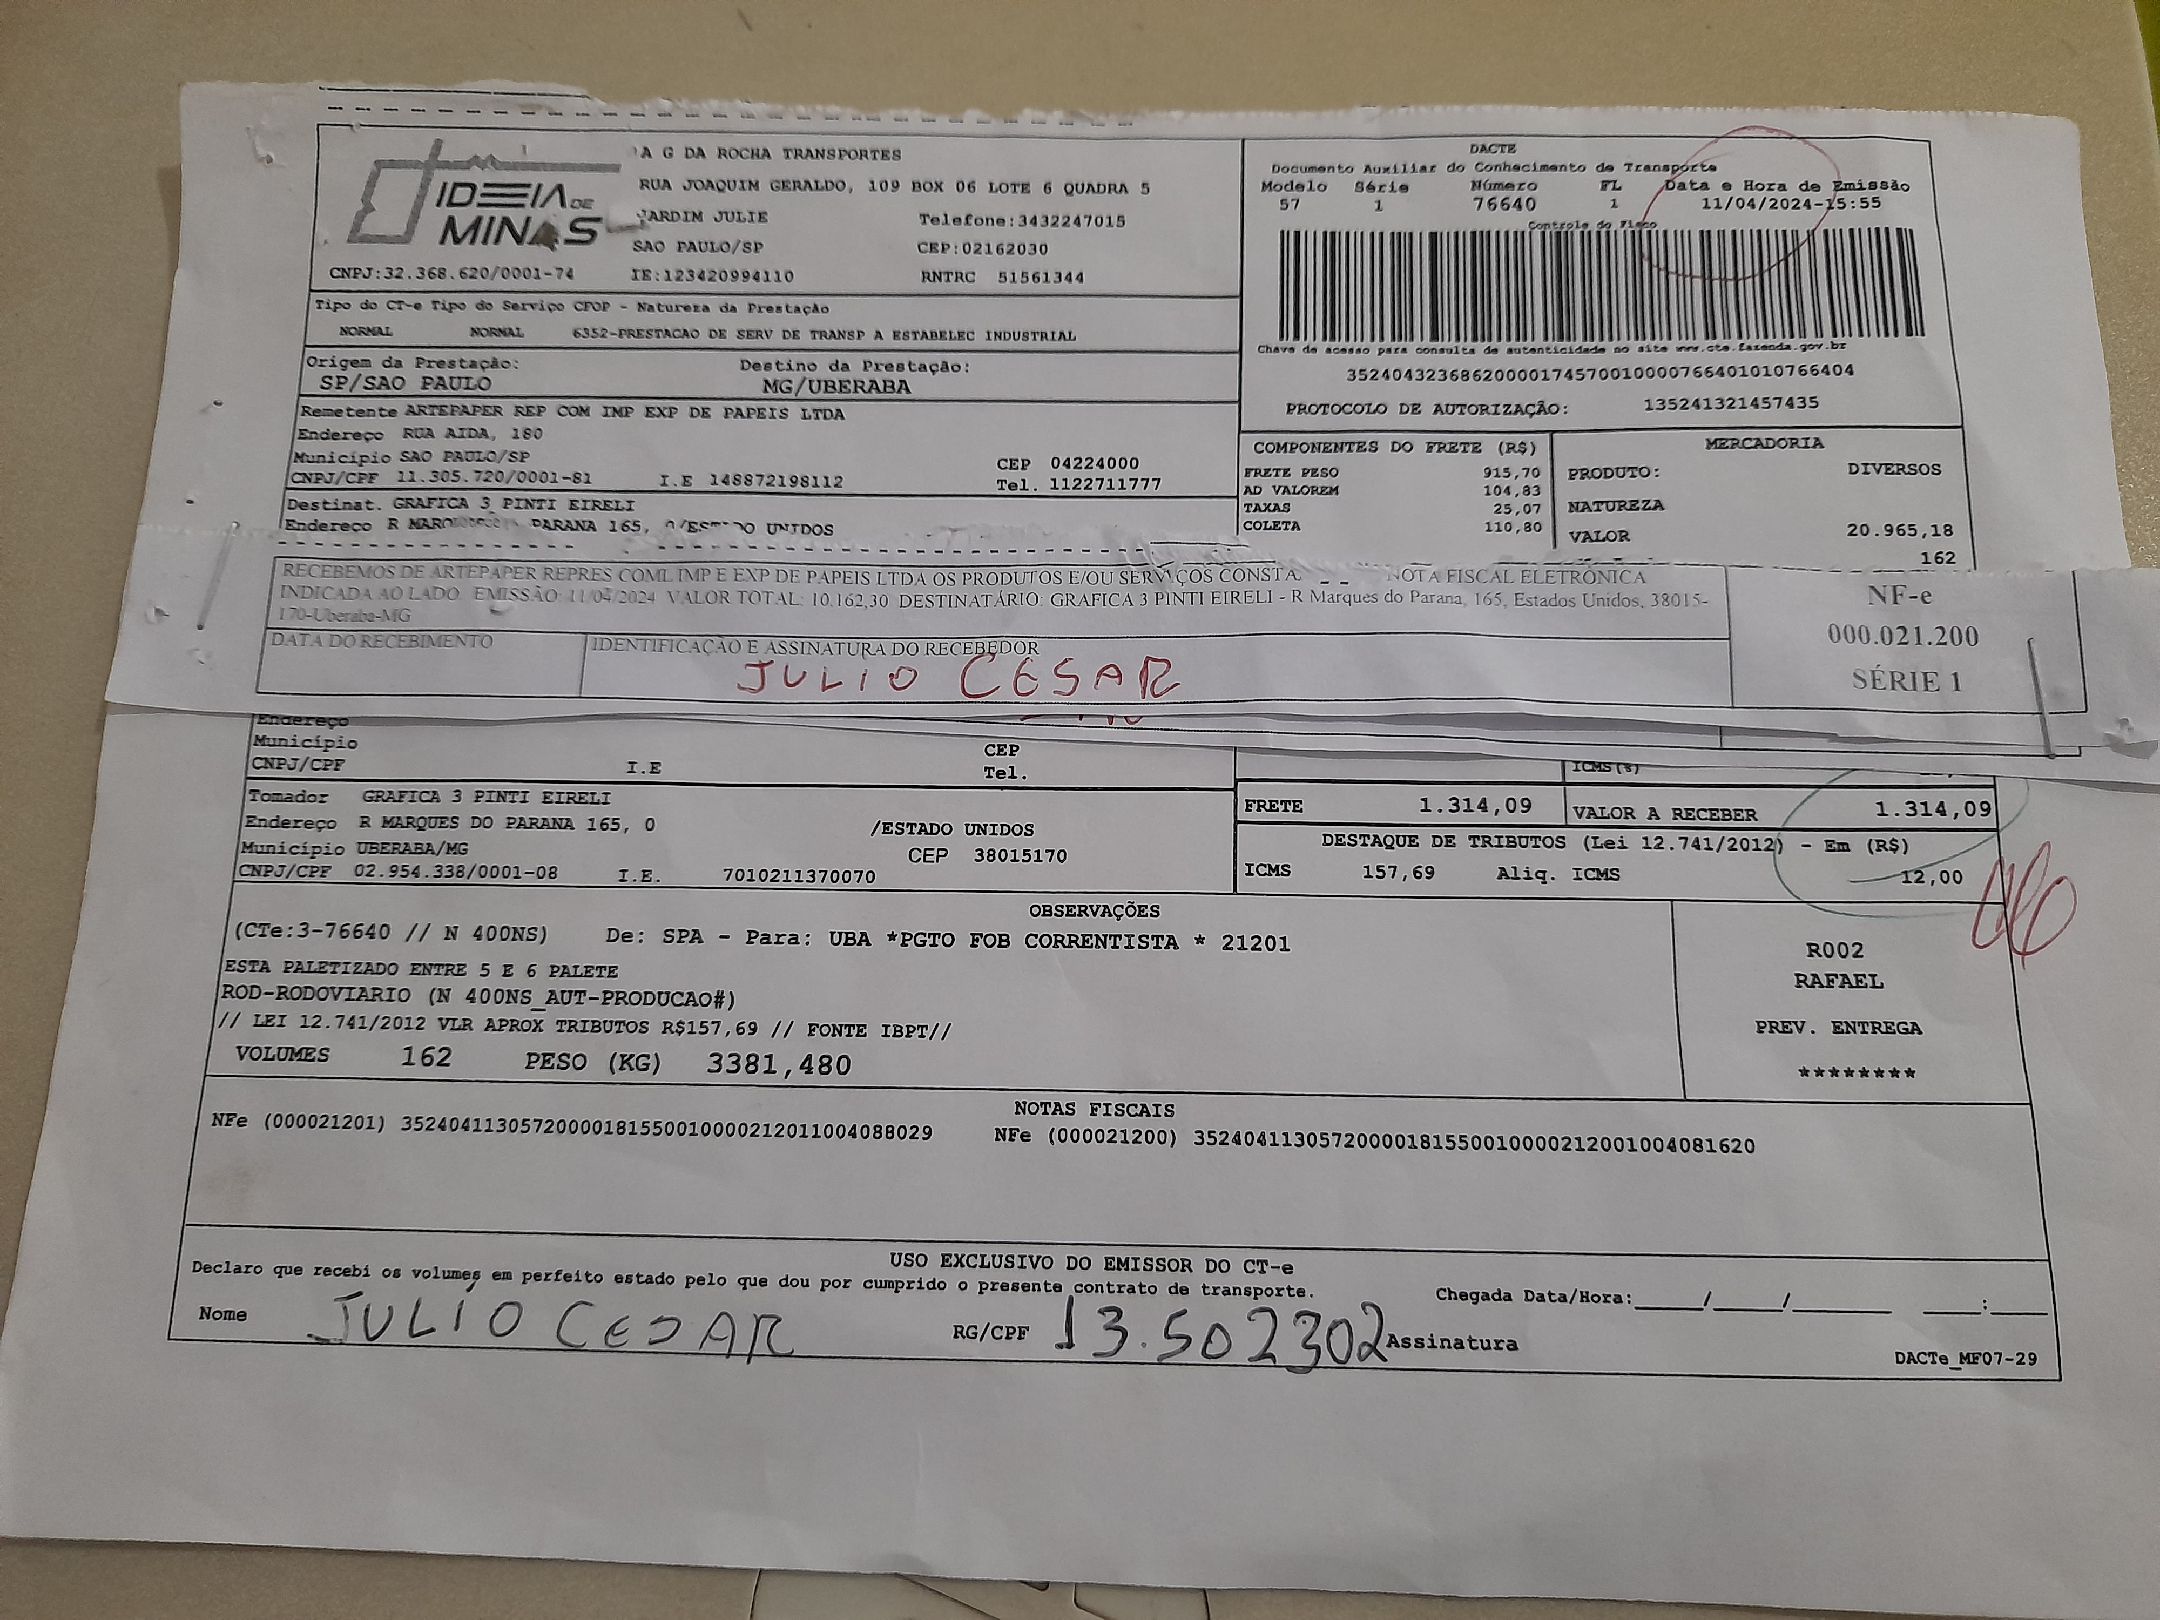 IDEIA DE MINAS
A G DA ROCHA TRANSPORTES
RUA JOAQUIM GERALDO, 109 BOX 06 LOTE 6 QUADRA 5
JARDIM JULIE Telefone:3432247015
SAO PAULO/SP CEP:02162030
CNPJ:32.368.620/0001-74 IE:123420994110 RNTRC 51561344
DACTE
Documento Auxiliar do Conhecimento de Transporte
Modelo Série Número FL Data e Hora de Emissão
57 1 76640 1 11/04/2024-15:55
Controle do Fisco
Chave de acesso para consulta de autenticidade no site www.cte.fazenda.gov.br
35240432368620000174570010000766401010766404
PROTOCOLO DE AUTORIZAÇÃO: 135241321457435
Tipo do CT-e Tipo do Serviço CFOP - Natureza da Prestação
NORMAL NORMAL 6352-PRESTACAO DE SERV DE TRANSP A ESTABELEC INDUSTRIAL
Origem da Prestação: Destino da Prestação:
SP/SAO PAULO MG/UBERABA
Remetente ARTEPAPER REP COM IMP EXP DE PAPEIS LTDA
Endereço RUA AIDA, 180
Município SAO PAULO/SP CEP 04224000
CNPJ/CPF 11.305.720/0001-81 I.E 148872198112 Tel. 1122711777
Destinat. GRAFICA 3 PINTI EIRELI
Endereço R PARANA 165, UNIDOS
COMPONENTES DO FRETE (R$)
FRETE PESO 915,70
AD VALOREM 104,83
TAXAS 25,07
COLETA 110,80
MERCADORIA
PRODUTO: DIVERSOS
NATUREZA
VALOR 20.965,18
162
RECEBEMOS DE ARTEPAPER REPRES COML IMP E EXP DE PAPEIS LTDA OS PRODUTOS E/OU SERVIÇOS CONSTA NOTA FISCAL ELETRÔNICA
INDICADA AO LADO. EMISSÃO: 11/04/2024 VALOR TOTAL: 10.162,30 DESTINATÁRIO: GRAFICA 3 PINTI EIRELI - R Marques do Parana, 165, Estados Unidos, 38015-
170-Uberaba-MG
DATA DO RECEBIMENTO IDENTIFICAÇÃO E ASSINATURA DO RECEBEDOR
JULIO CESAR
NF-e
000.021.200
SÉRIE 1
Endereço
Município CEP
CNPJ/CPF I.E Tel.
ICMS(%)
Tomador GRAFICA 3 PINTI EIRELI
Endereço R MARQUES DO PARANA 165, 0 /ESTADO UNIDOS
Município UBERABA/MG CEP 38015170
CNPJ/CPF 02.954.338/0001-08 I.E. 7010211370070
FRETE 1.314,09 VALOR A RECEBER 1.314,09
DESTAQUE DE TRIBUTOS (Lei 12.741/2012) - Em (R$)
ICMS 157,69 Aliq. ICMS 12,00
OBSERVAÇÕES
(CTe:3-76640 // N 400NS) De: SPA - Para: UBA *PGTO FOB CORRENTISTA * 21201
ESTA PALETIZADO ENTRE 5 E 6 PALETE
ROD-RODOVIARIO (N 400NS_AUT-PRODUCAO#)
// LEI 12.741/2012 VLR APROX TRIBUTOS R$157,69 // FONTE IBPT//
VOLUMES 162 PESO (KG) 3381,480
R002
RAFAEL
PREV. ENTREGA
********
NOTAS FISCAIS
NFe (000021201) 35240411305720000181550010000212011004088029 NFe (000021200) 35240411305720000181550010000212001004081620
USO EXCLUSIVO DO EMISSOR DO CT-e
Declaro que recebi os volumes em perfeito estado pelo que dou por cumprido o presente contrato de transporte.
Chegada Data/Hora:____/____/______ ___:____
Nome JULIO CESAR RG/CPF 13.502302 Assinatura
DACTe_MF07-29